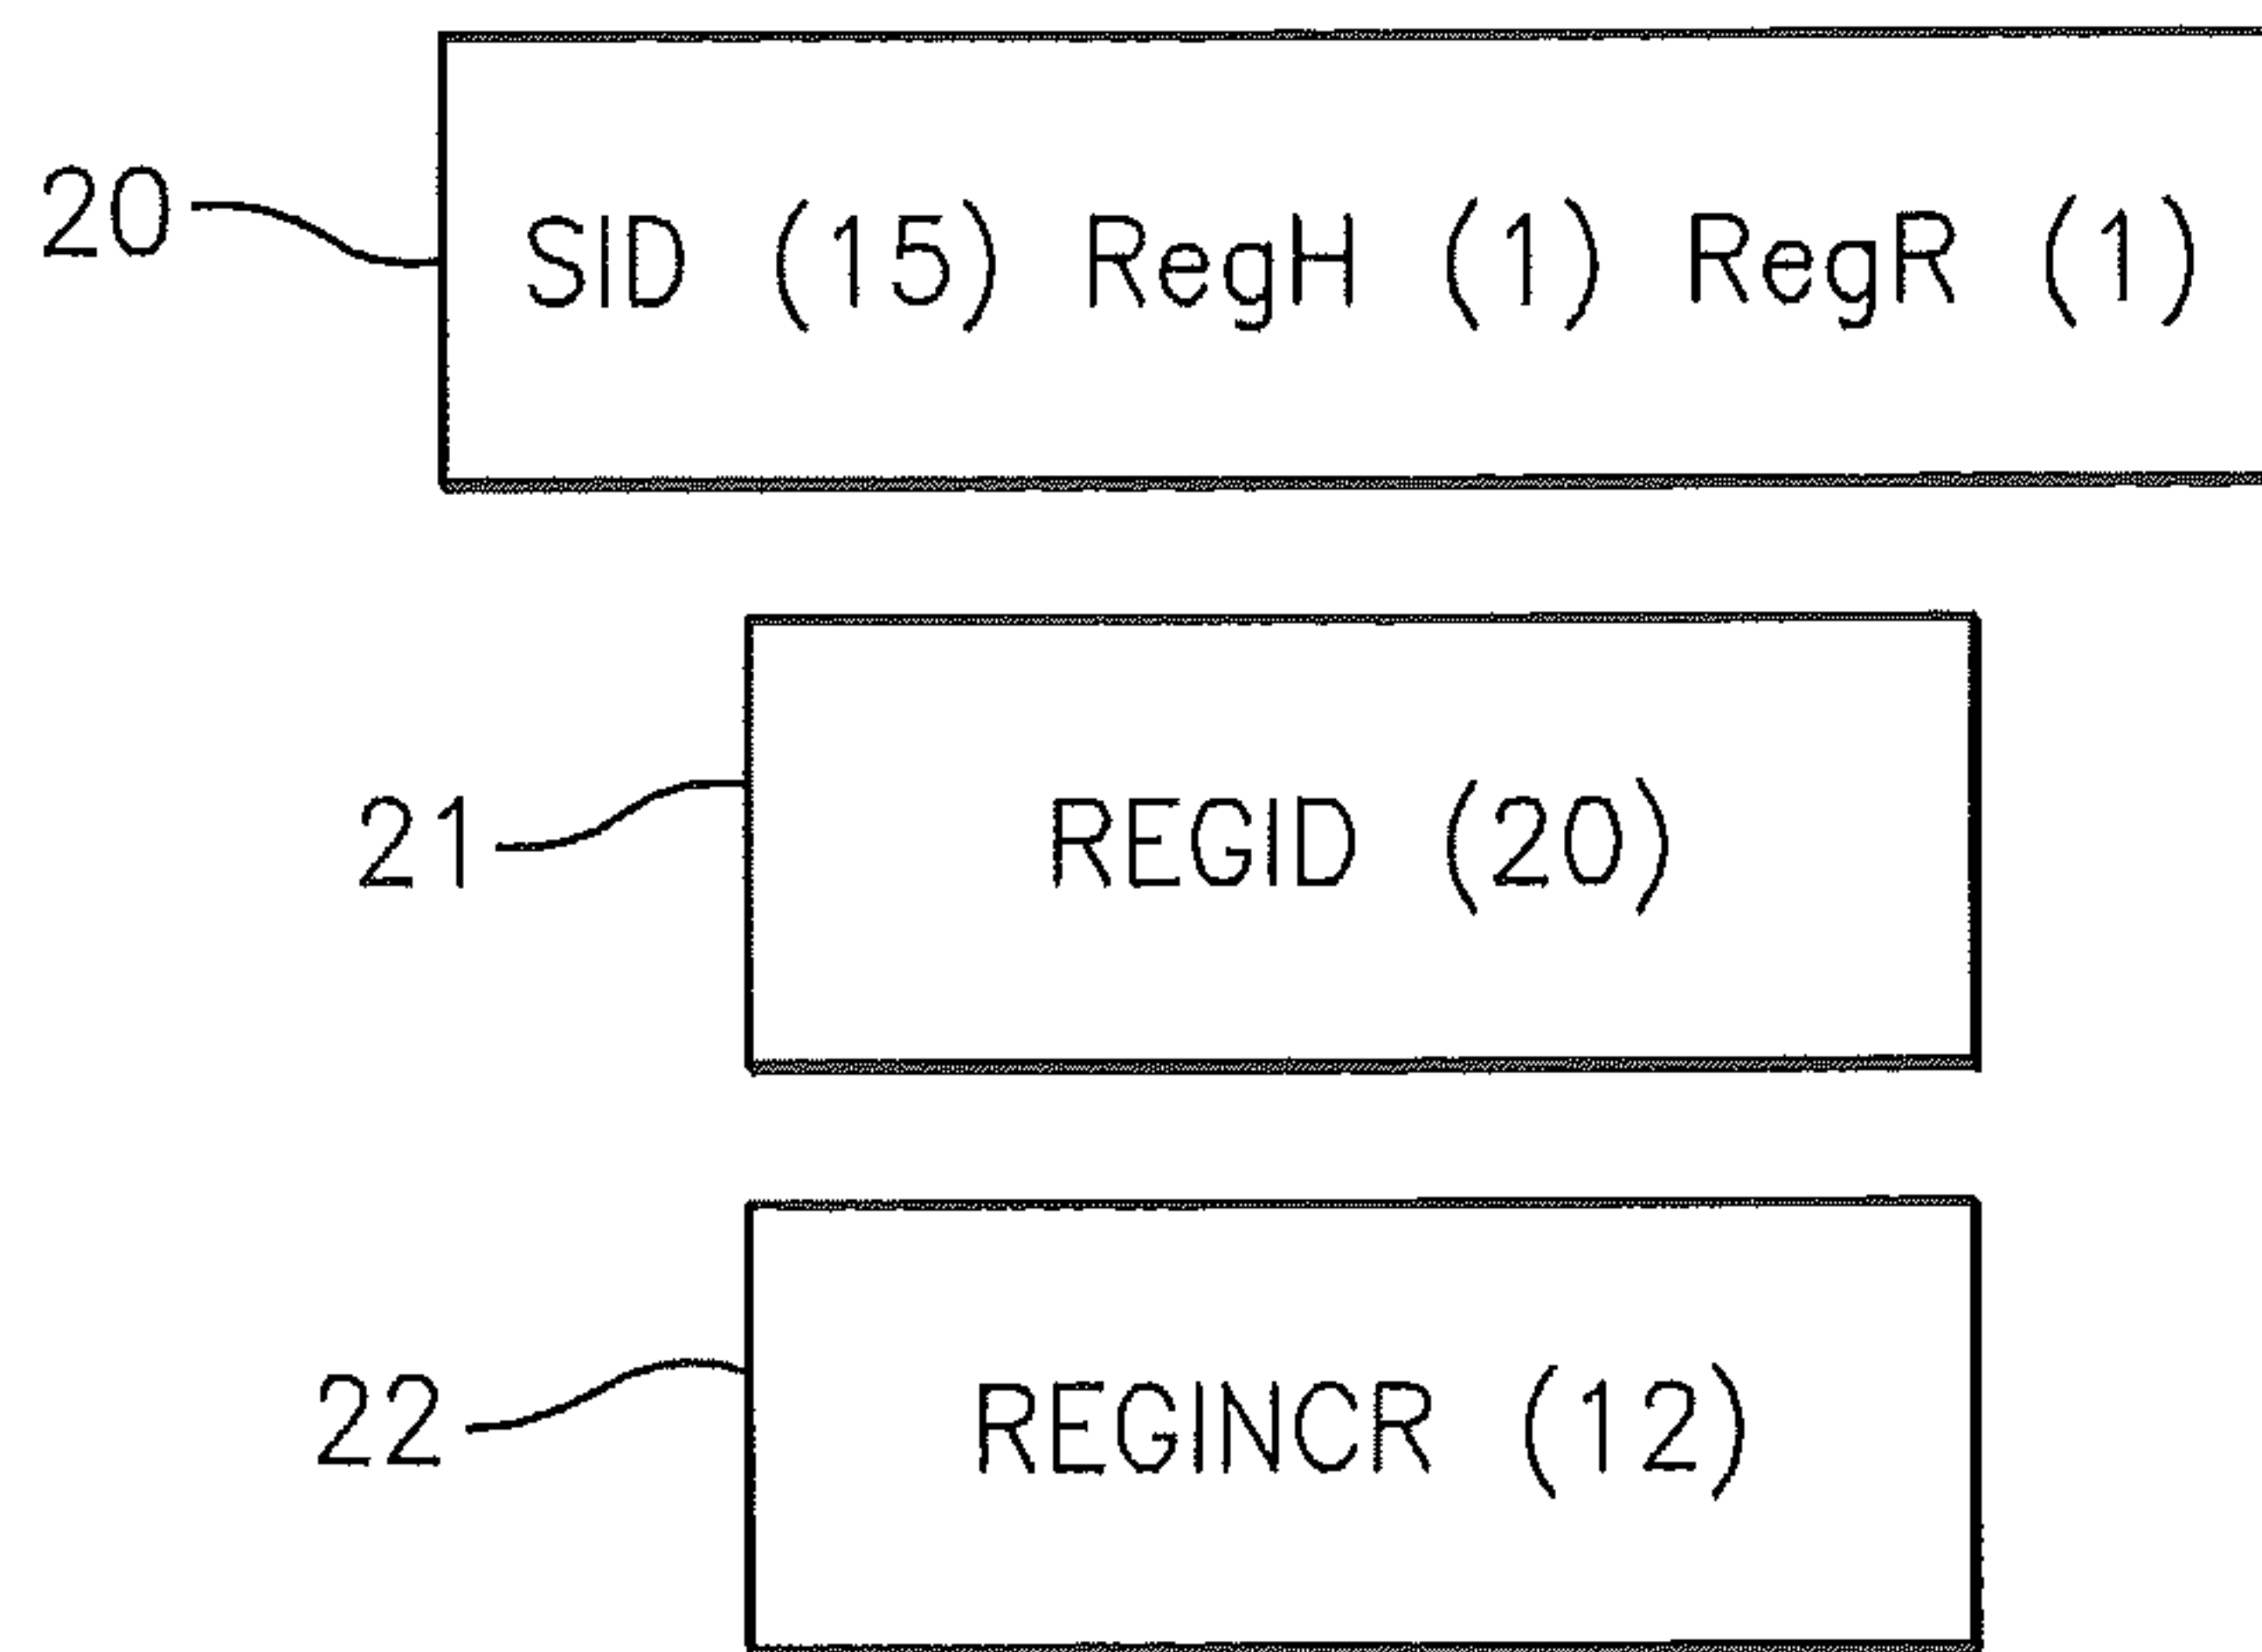 20 SID (15) RegH (1) RegR (1)
21 REGID (20)
22 REGINCR (12)